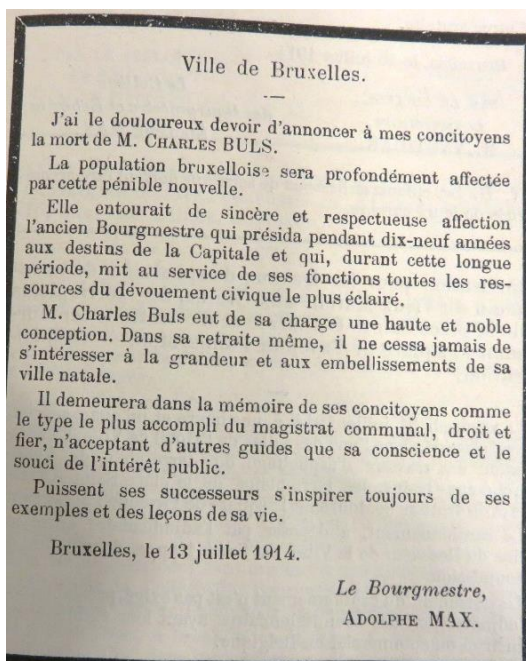 Ville de Bruxelles.
J'ai le douloureux devoir d'annoncer à mes concitoyens
la mort de M. CHARLES BULS.
La population bruxelloise sera profondément affectée
par cette pénible nouvelle.
Elle entourait de sincère et respectueuse affection
l'ancien Bourgmestre qui présida pendant dix-neuf années
aux destins de la Capitale et qui, durant cette longue
période, mit au service de ses fonctions toutes les res-
sources du dévouement civique le plus éclairé.
M. Charles Buls eut de sa charge une haute et noble
conception. Dans sa retraite même, il ne cessa jamais de
s'intéresser à la grandeur et aux embellissements de sa
ville natale.
Il demeurera dans la mémoire de ses concitoyens comme
le type le plus accompli du magistrat communal, droit et
fier, n'acceptant d'autres guides que sa conscience et le
souci de l'intérêt public.
Puissent ses successeurs s'inspirer toujours de ses
exemples et des leçons de sa vie.
Bruxelles, le 13 juillet 1914.
Le Bourgmestre,
ADOLPHE MAX.